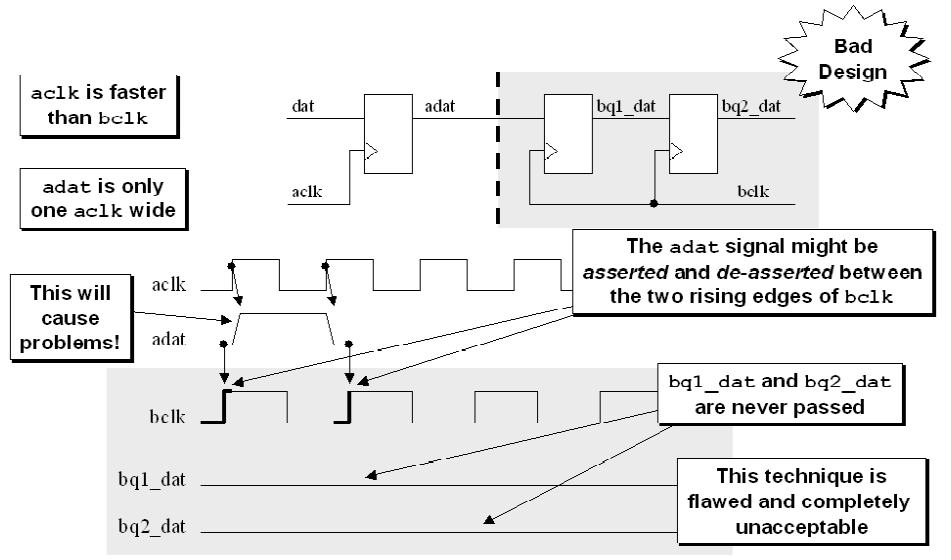 Bad
Design
aclk is faster
than bclk
dat
adat
bq1_dat
bq2_dat
adat is only
one aclk wide
aclk
bclk
The adat signal might be
asserted and de-asserted between
the two rising edges of bclk
aclk
This will
cause
problems!
adat
bq1_dat and bq2_dat
are never passed
bclk
This technique is
flawed and completely
unacceptable
bq1_dat
bq2_dat